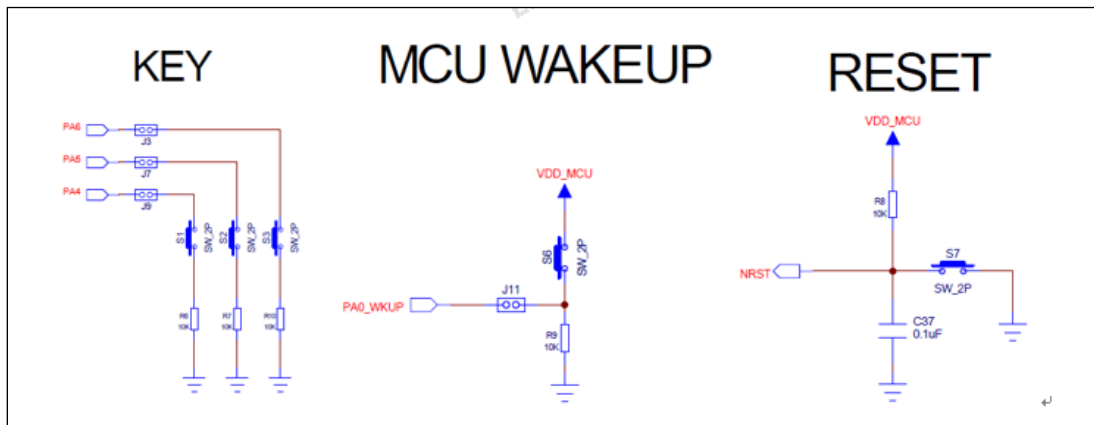 KEY
PA6
J3
PA5
J7
PA4
J9
S1
SW_2P
S2
SW_2P
S3
SW_2P
R6
10K
R7
10K
R10
10K
MCU WAKEUP
VDD_MCU
S6
SW_2P
PA0_WKUP
J11
R9
10K
RESET
VDD_MCU
R8
10K
NRST
S7
SW_2P
C37
0.1uF